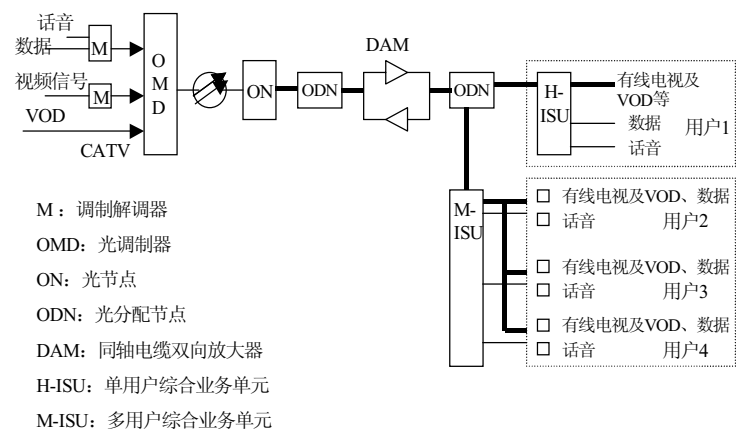 话音
数据
M
视频信号
M
VOD
CATV
O
M
D
ON
ODN
DAM
ODN
H-
ISU
有线电视及
VOD等
数据
用户1
话音
M-
ISU
有线电视及VOD、数据
话音
用户2
有线电视及VOD、数据
话音
用户3
有线电视及VOD、数据
话音
用户4
M ：调制解调器
OMD：光调制器
ON：光节点
ODN：光分配节点
DAM：同轴电缆双向放大器
H-ISU：单用户综合业务单元
M-ISU：多用户综合业务单元